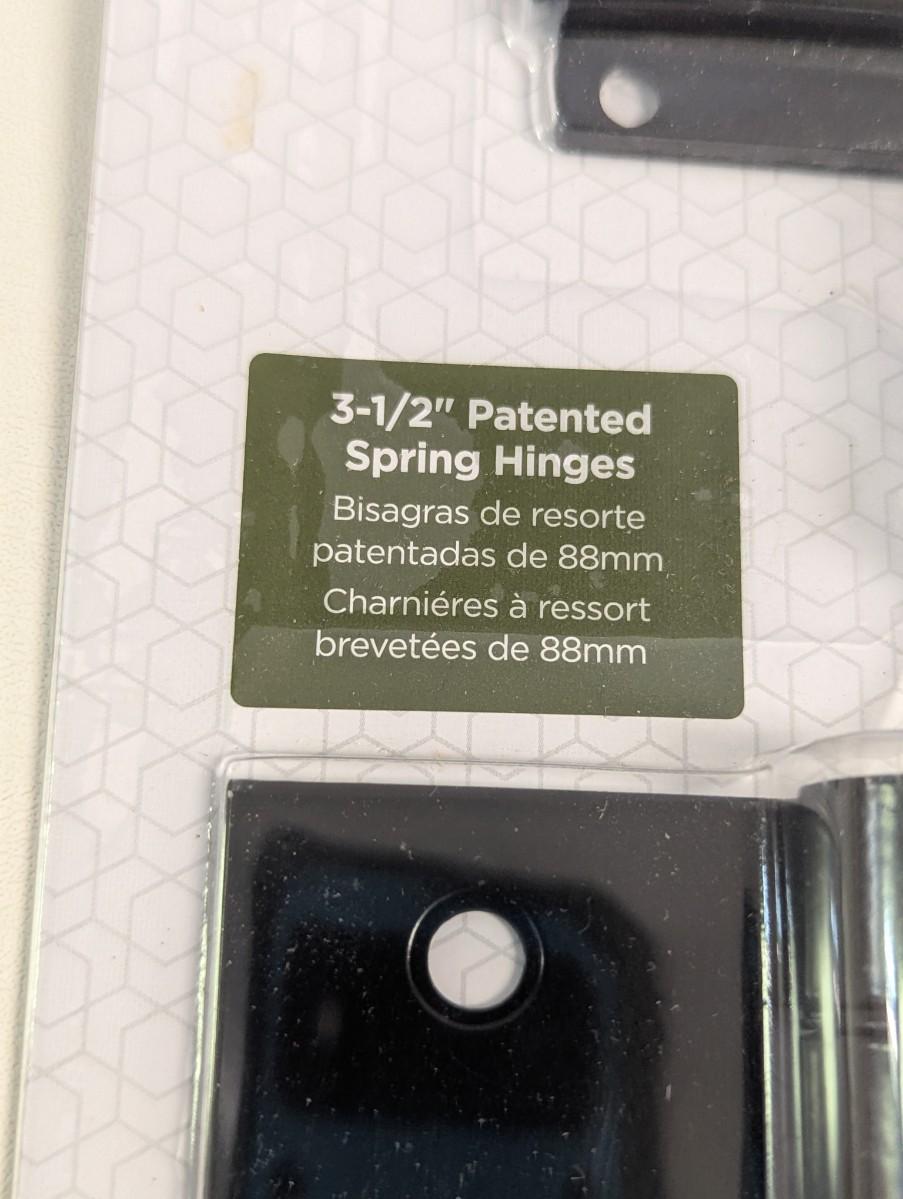 3-1/2" Patented
Spring Hinges
Bisagras de resorte
patentadas de 88mm
Charniéres à ressort
brevetées de 88mm